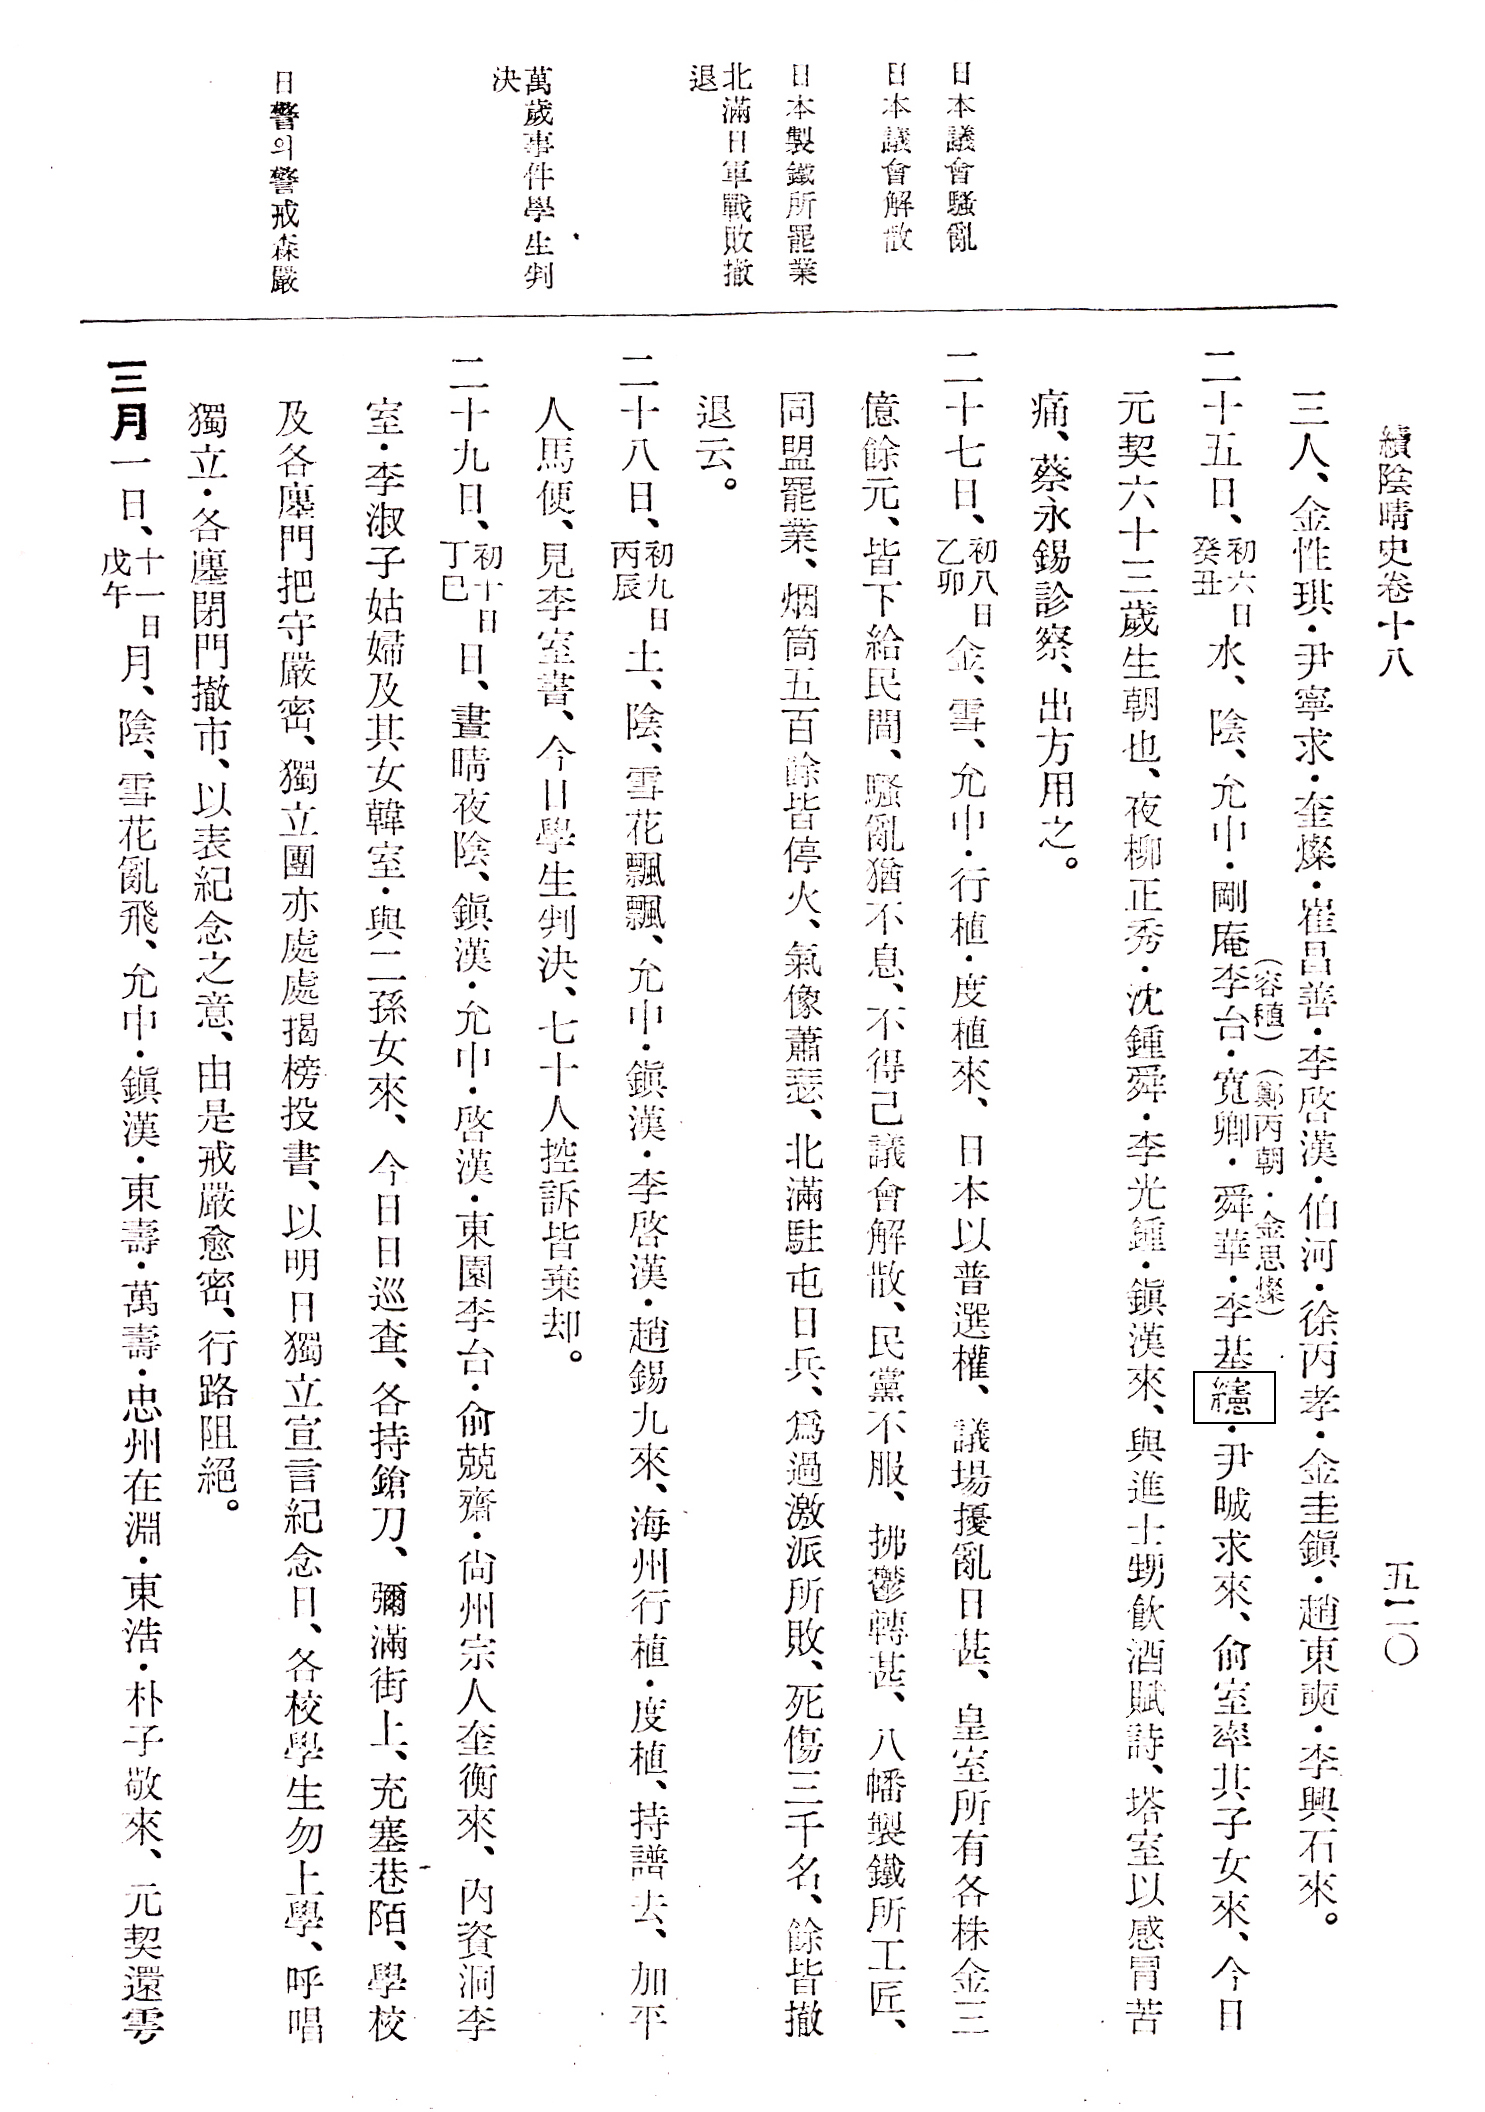 續陰晴史卷十八
五二〇
日本議會騷亂
日本議會解散
日本製鐵所罷業
北滿日軍戰敗撤
退
萬歲事件學生判
決
日警의警戒森嚴
三人、金性琪·尹寧求·奎燦·崔昌善·李啓漢·伯河·徐丙孝·金圭鎭·趙東奭·李興石來。
二十五日、初六日癸丑水、陰、允中·剛庵李台(容稙)·寬卿·舜華(鄭丙朝·金思燦)·李基繐·尹喊求來、俞室率其子女來、今日
元契六十三歲生朝也、夜柳正秀·沈鍾舜·李光鍾·鎭漢來、與進士甥飮酒賦詩、塔室以感冒苦
痛、蔡永錫診察、出方用之。
二十七日、初八日乙卯金、雪、允中·行植·度植來、日本以普選權、議場擾亂日甚、皇室所有各株金三
億餘元、皆下給民間、騷亂猶不息、不得已議會解散、民黨不服、拂鬱轉甚、八幡製鐵所工匠、
同盟罷業、烟筒五百餘皆停火、氣像蕭瑟、北滿駐屯日兵、爲過激派所敗、死傷三千名、餘皆撤
退云。
二十八日、初九日丙辰土、陰、雪花飄飄、允中·鎭漢·李啓漢·趙錫九來、海州行植·度植、持譜去、加平
人馬便、見李室書、今日學生判決、七十人控訴皆棄却。
二十九日、初十日丁巳日、晝晴夜陰、鎭漢·允中·啓漢·東園李台·俞兢齋·尙州宗人奎衡來、內資洞李
室·李淑子姑婦及其女韓室·與二孫女來、今日日巡査、各持鎗刀、彌滿街上、充塞巷陌、學校
及各廛門把守嚴密、獨立團亦處處揭榜投書、以明日獨立宣言紀念日、各校學生勿上學、呼唱
獨立·各廛閉門撤市、以表紀念之意、由是戒嚴愈密、行路阻絕。
三月一日、十一日戊午月、陰、雪花亂飛、允中·鎭漢·東壽·萬壽·忠州在淵·東浩·朴子敬來、元契還雩